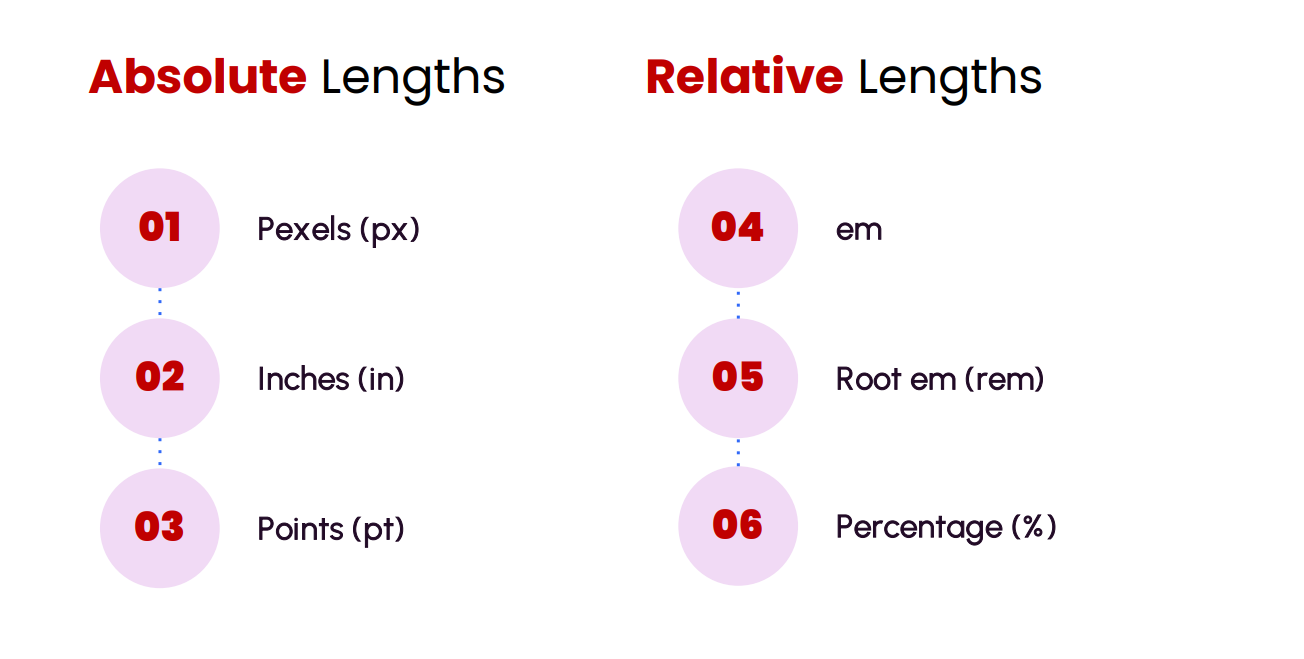 Absolute Lengths
01 Pexels (px)
02 Inches (in)
03 Points (pt)
Relative Lengths
04 em
05 Root em (rem)
06 Percentage (%)